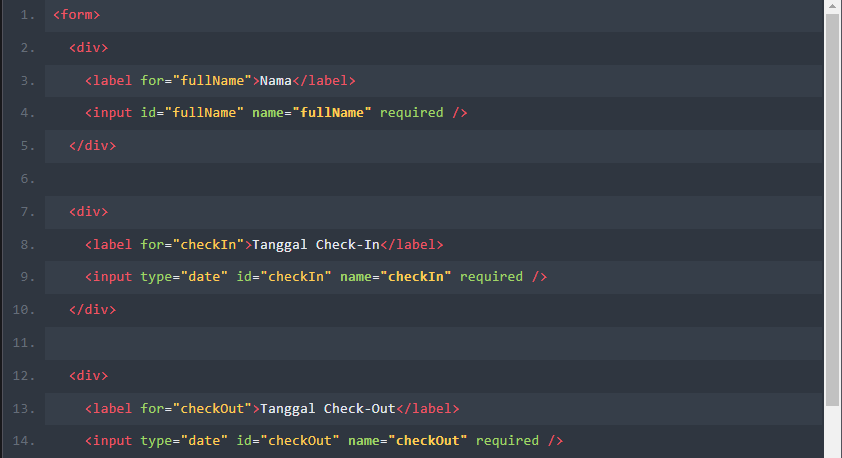 1. <form>
2. <div>
3. <label for="fullName">Nama</label>
4. <input id="fullName" name="fullName" required />
5. </div>
6.
7. <div>
8. <label for="checkIn">Tanggal Check-In</label>
9. <input type="date" id="checkIn" name="checkIn" required />
10. </div>
11.
12. <div>
13. <label for="checkOut">Tanggal Check-Out</label>
14. <input type="date" id="checkOut" name="checkOut" required />